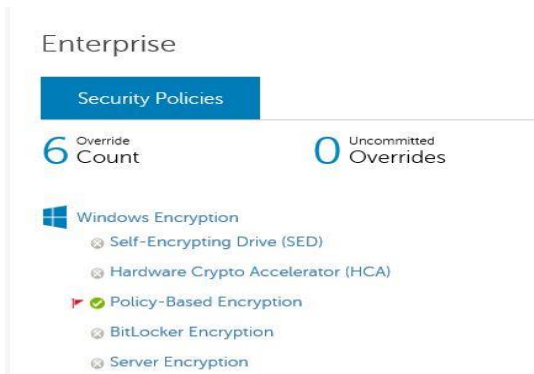 Enterprise
Security Policies
6 Override Count
0 Uncommitted Overrides
Windows Encryption
Self-Encrypting Drive (SED)
Hardware Crypto Accelerator (HCA)
Policy-Based Encryption
BitLocker Encryption
Server Encryption